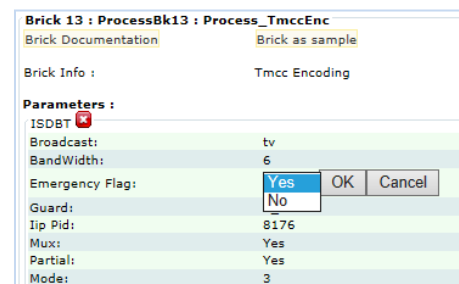 Brick 13 : ProcessBk13 : Process_TmccEnc
Brick Documentation Brick as sample
Brick Info : Tmcc Encoding
Parameters :
ISDBT
Broadcast: tv
BandWidth: 6
Emergency Flag: Yes OK Cancel
No
Guard:
Iip Pid: 8176
Mux: Yes
Partial: Yes
Mode: 3